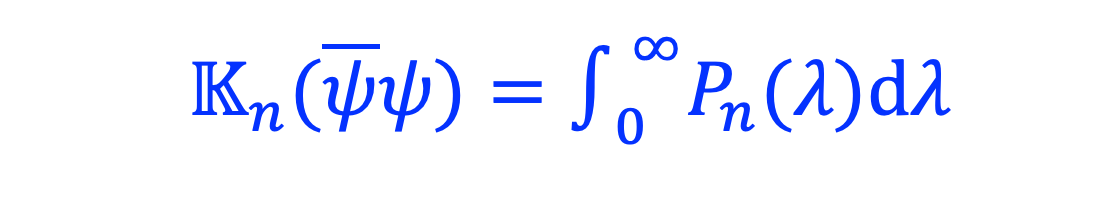 𝕂ₙ(ψ̅ψ) = ∫₀^∞ Pₙ(λ)dλ